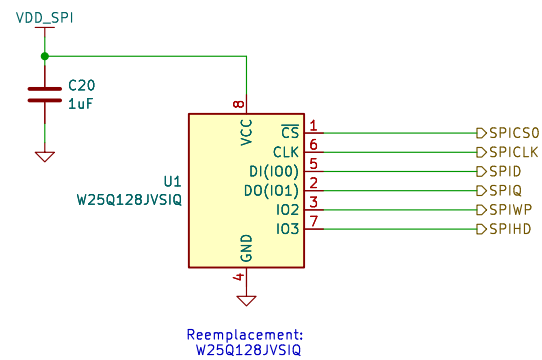 VDD_SPI
C20
1uF
8
VCC
U1
W25Q128JVSIQ
CS 1 SPICS0
CLK 6 SPICLK
DI(IO0) 5 SPID
DO(IO1) 2 SPIQ
IO2 3 SPIWP
IO3 7 SPIHD
GND
4
Reemplacement:
W25Q128JVSIQ